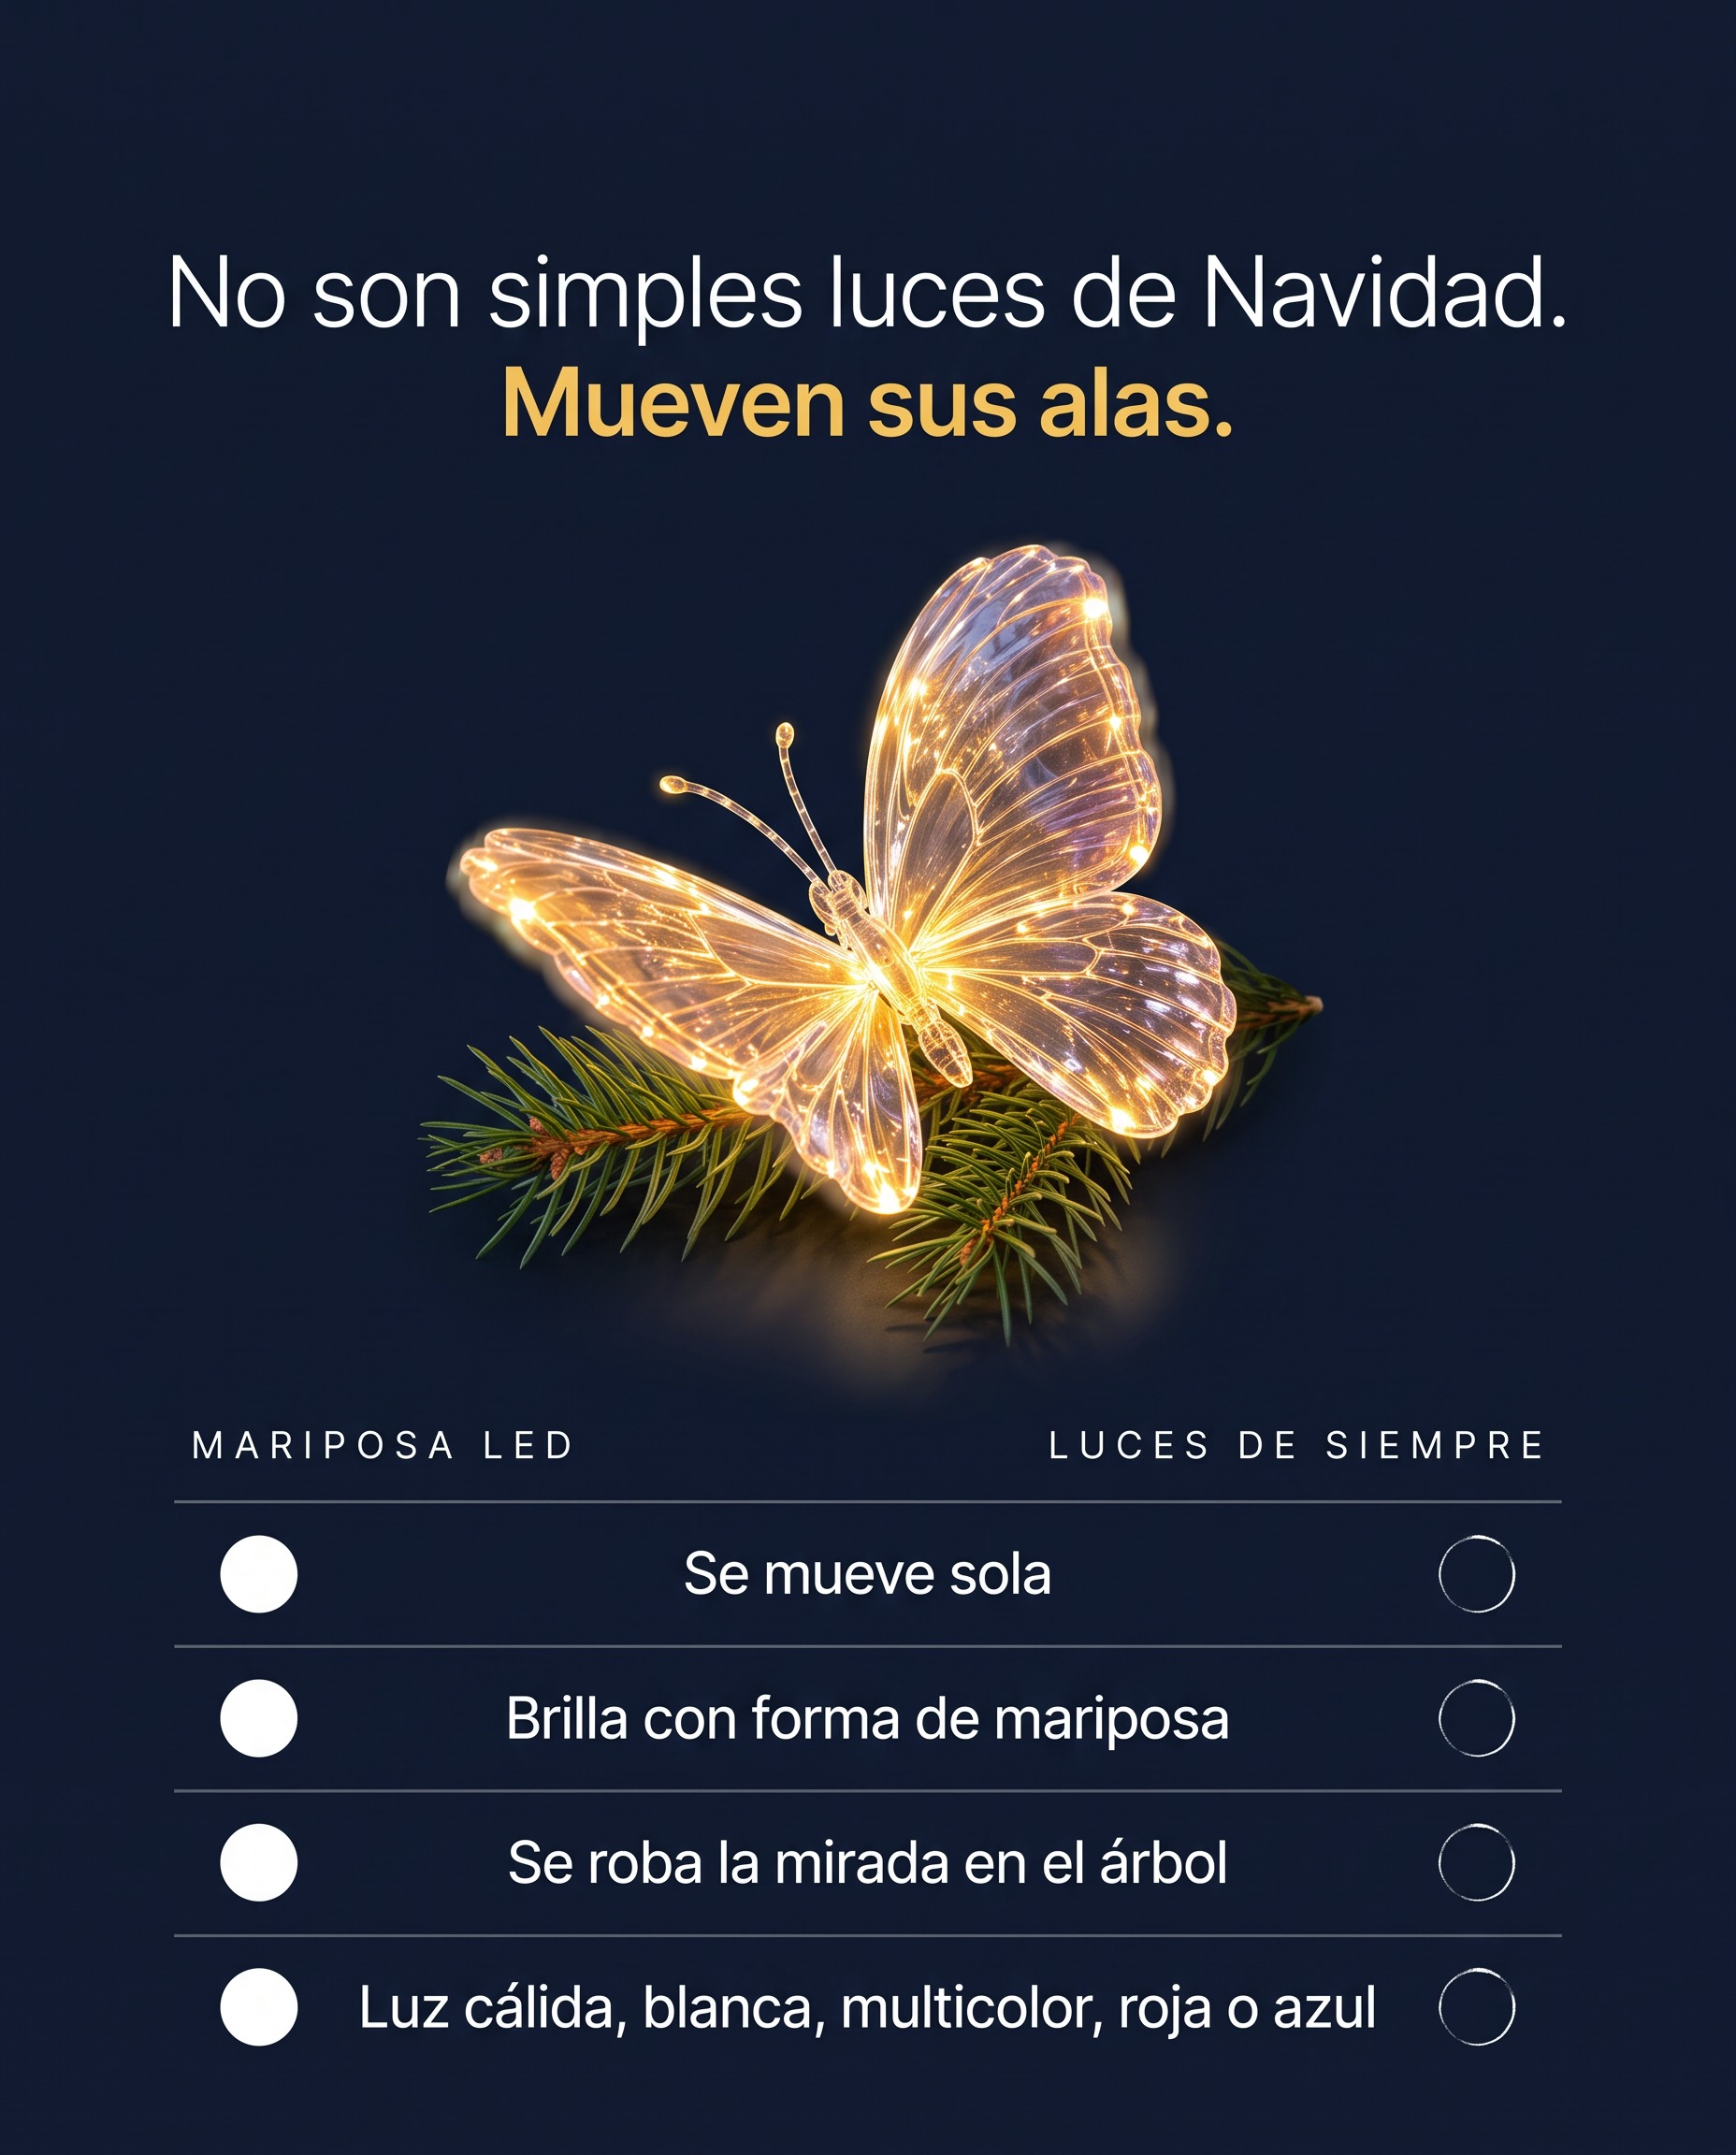 No son simples luces de Navidad.
Mueven sus alas.
MARIPOSA LED
LUCES DE SIEMPRE
Se mueve sola
Brilla con forma de mariposa
Se roba la mirada en el árbol
Luz cálida, blanca, multicolor, roja o azul